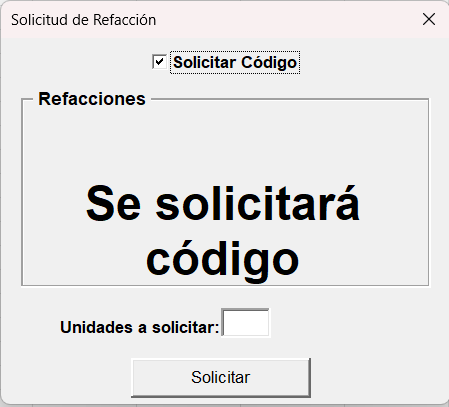 Solicitud de Refacción
Solicitar Código
Refacciones
Se solicitará
código
Unidades a solicitar:
Solicitar